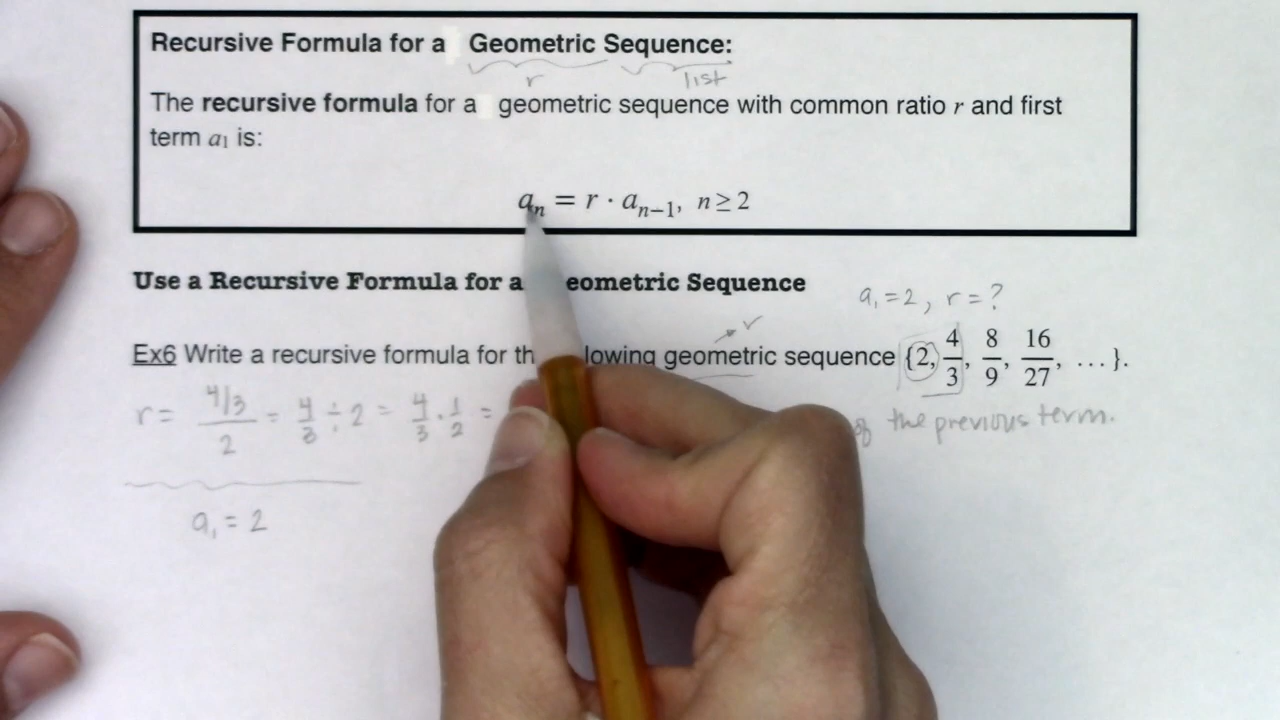 Recursive Formula for a Geometric Sequence:
r list
The recursive formula for a geometric sequence with common ratio r and first
term a₁ is:
aₙ = r · aₙ₋₁, n ≥ 2
Use a Recursive Formula for a eometric Sequence
a₁ = 2, r = ?
r
Ex6 Write a recursive formula for th lowing geometric sequence {2, 4/3, 8/9, 16/27, ...}.
r = 4/3 / 2 = 4/3 ÷ 2 = 4/3 · 1/2 =
of the previous term.
a₁ = 2